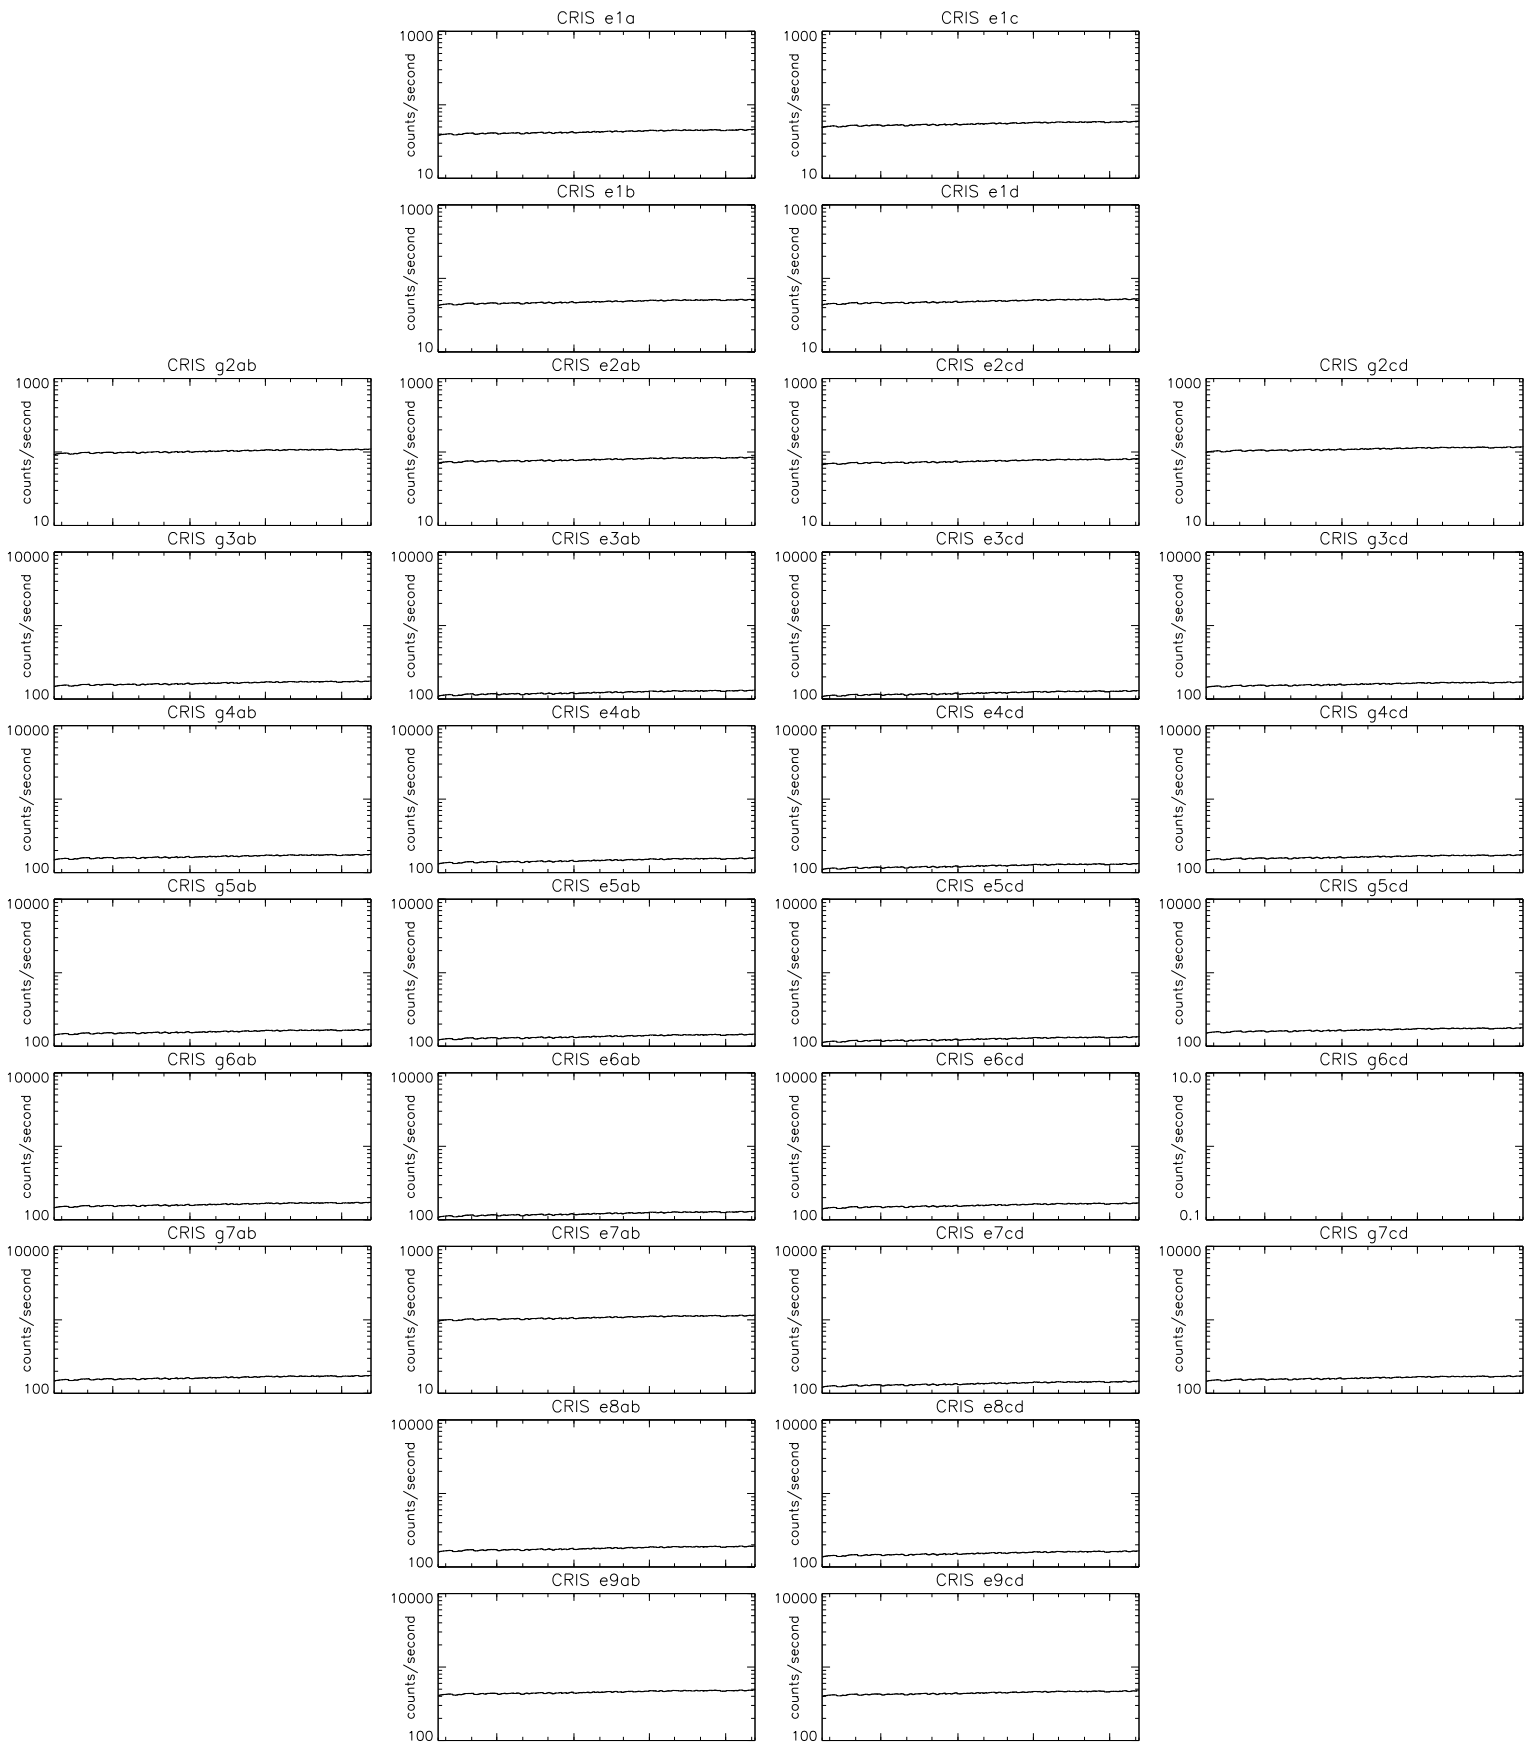 CRIS e1a CRIS e1c
1000 1000
counts/second counts/second
10 10
CRIS e1b CRIS e1d
1000 1000
counts/second counts/second
10 10
CRIS g2ab CRIS e2ab CRIS e2cd CRIS g2cd
1000 1000 1000 1000
counts/second counts/second counts/second counts/second
10 10 10 10
CRIS g3ab CRIS e3ab CRIS e3cd CRIS g3cd
10000 10000 10000 10000
counts/second counts/second counts/second counts/second
100 100 100 100
CRIS g4ab CRIS e4ab CRIS e4cd CRIS g4cd
10000 10000 10000 10000
counts/second counts/second counts/second counts/second
100 100 100 100
CRIS g5ab CRIS e5ab CRIS e5cd CRIS g5cd
10000 10000 10000 10000
counts/second counts/second counts/second counts/second
100 100 100 100
CRIS g6ab CRIS e6ab CRIS e6cd CRIS g6cd
10000 10000 10000 10.0
counts/second counts/second counts/second counts/second
100 100 100 0.1
CRIS g7ab CRIS e7ab CRIS e7cd CRIS g7cd
10000 1000 10000 10000
counts/second counts/second counts/second counts/second
100 10 100 100
CRIS e8ab CRIS e8cd
10000 10000
counts/second counts/second
100 100
CRIS e9ab CRIS e9cd
10000 10000
counts/second counts/second
100 100